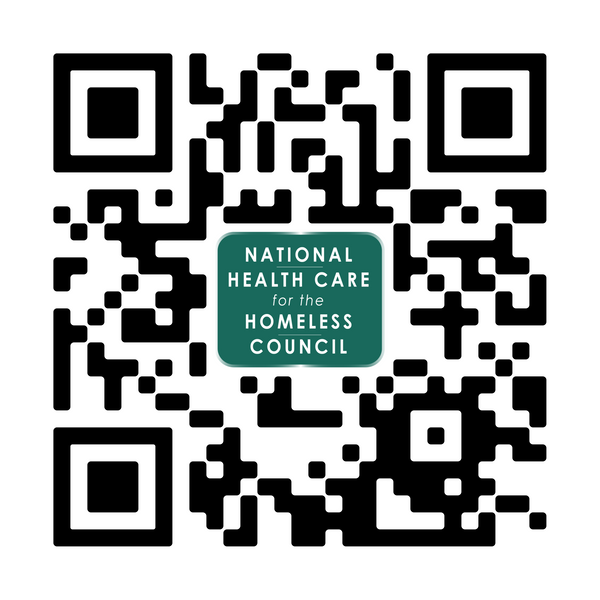 NATIONAL
HEALTH CARE
for the
HOMELESS
COUNCIL